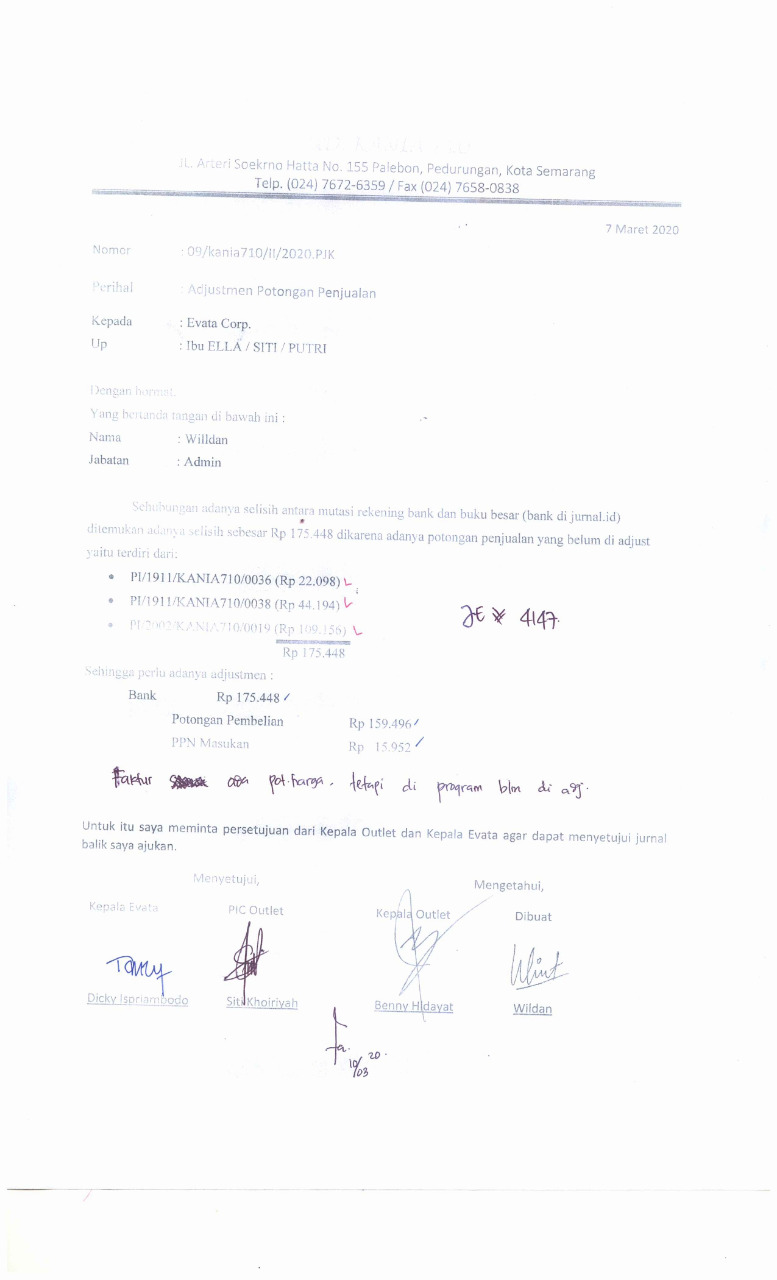 JL. Arteri Soekrno Hatta No. 155 Palebon, Pedurungan, Kota Semarang
Telp. (024) 7672-6359 / Fax (024) 7658-0838
7 Maret 2020
Nomor : 09/kania710/II/2020.PJK
Perihal : Adjustmen Potongan Penjualan
Kepada : Evata Corp.
Up : Ibu ELLA / SITI / PUTRI
Dengan hormat,
Yang bertanda tangan di bawah ini :
Nama : Willdan
Jabatan : Admin
Sehubungan adanya selisih antara mutasi rekening bank dan buku besar (bank di jurnal.id)
ditemukan adanya selisih sebesar Rp 175.448 dikarena adanya potongan penjualan yang belum di adjust
yaitu terdiri dari:
• PI/1911/KANIA710/0036 (Rp 22.098)
• PI/1911/KANIA710/0038 (Rp 44.194)
JE 4147.
• PI/2002/KANIA710/0019 (Rp 109.156)
Rp 175.448
Sehingga perlu adanya adjustmen :
Bank Rp 175.448
Potongan Pembelian Rp 159.496
PPN Masukan Rp 15.952
Faktur ada pot.harga, tetapi di program blm di adj.
Untuk itu saya meminta persetujuan dari Kepala Outlet dan Kepala Evata agar dapat menyetujui jurnal
balik saya ajukan.
Menyetujui, Mengetahui,
Kepala Evata PIC Outlet Kepala Outlet Dibuat
Dicky Ispriambodo Siti Khoiriyah Benny Hidayat Wildan
10/03 20.